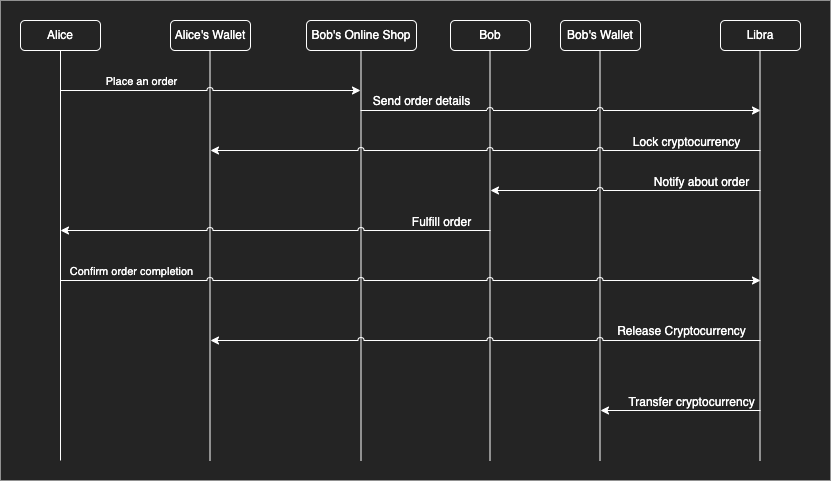 Alice
Alice's Wallet
Bob's Online Shop
Bob
Bob's Wallet
Libra
Place an order
Send order details
Lock cryptocurrency
Notify about order
Fulfill order
Confirm order completion
Release Cryptocurrency
Transfer cryptocurrency